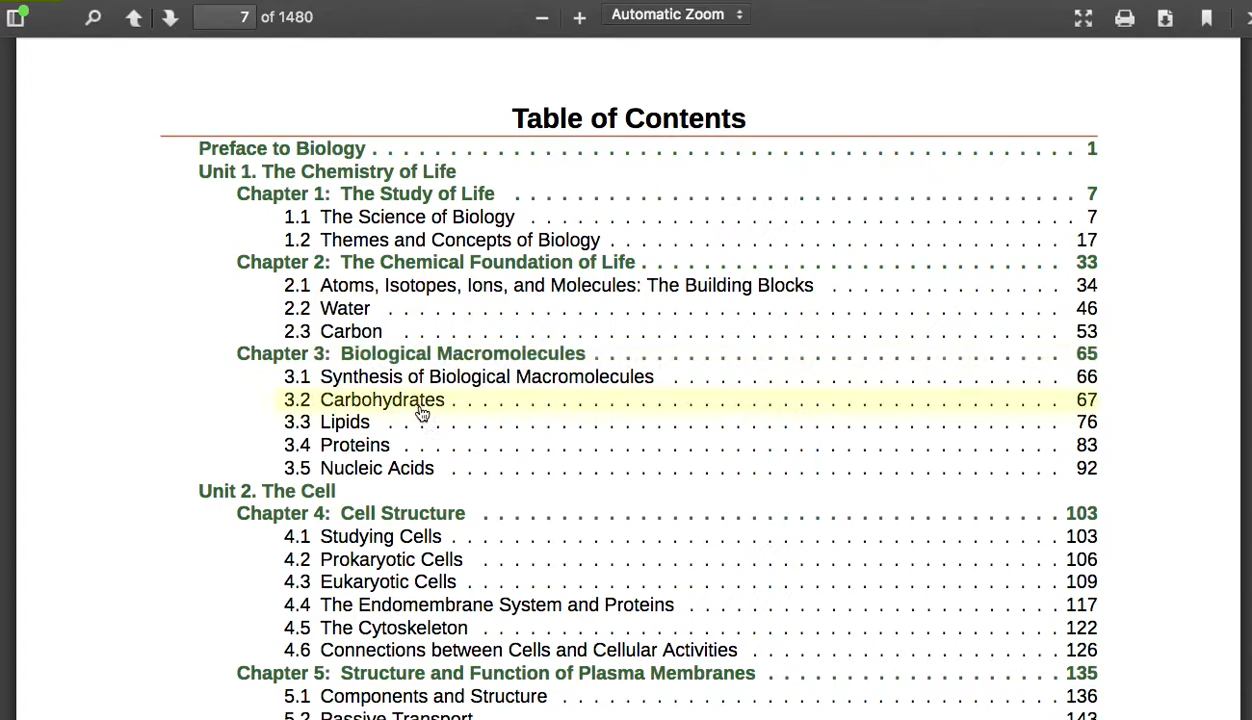 7 of 1480 Automatic Zoom
Table of Contents
Preface to Biology . . . . . . . . . . . . . . . . . . . . . . . . . . . . . . . . . . . . 1
Unit 1. The Chemistry of Life
Chapter 1: The Study of Life . . . . . . . . . . . . . . . . . . . . . . . . . . . . . 7
1.1 The Science of Biology . . . . . . . . . . . . . . . . . . . . . . . . . . . . 7
1.2 Themes and Concepts of Biology . . . . . . . . . . . . . . . . . . . . . . . 17
Chapter 2: The Chemical Foundation of Life . . . . . . . . . . . . . . . . . . . . . . 33
2.1 Atoms, Isotopes, Ions, and Molecules: The Building Blocks . . . . . . . . . . . . 34
2.2 Water . . . . . . . . . . . . . . . . . . . . . . . . . . . . . . . . . . 46
2.3 Carbon . . . . . . . . . . . . . . . . . . . . . . . . . . . . . . . . . 53
Chapter 3: Biological Macromolecules . . . . . . . . . . . . . . . . . . . . . . . . 65
3.1 Synthesis of Biological Macromolecules . . . . . . . . . . . . . . . . . . . . 66
3.2 Carbohydrates . . . . . . . . . . . . . . . . . . . . . . . . . . . . . . . 67
3.3 Lipids . . . . . . . . . . . . . . . . . . . . . . . . . . . . . . . . . . 76
3.4 Proteins . . . . . . . . . . . . . . . . . . . . . . . . . . . . . . . . . 83
3.5 Nucleic Acids . . . . . . . . . . . . . . . . . . . . . . . . . . . . . . . 92
Unit 2. The Cell
Chapter 4: Cell Structure . . . . . . . . . . . . . . . . . . . . . . . . . . . . . . 103
4.1 Studying Cells . . . . . . . . . . . . . . . . . . . . . . . . . . . . . . . 103
4.2 Prokaryotic Cells . . . . . . . . . . . . . . . . . . . . . . . . . . . . . 106
4.3 Eukaryotic Cells . . . . . . . . . . . . . . . . . . . . . . . . . . . . . . 109
4.4 The Endomembrane System and Proteins . . . . . . . . . . . . . . . . . . . 117
4.5 The Cytoskeleton . . . . . . . . . . . . . . . . . . . . . . . . . . . . . 122
4.6 Connections between Cells and Cellular Activities . . . . . . . . . . . . . . . . 126
Chapter 5: Structure and Function of Plasma Membranes . . . . . . . . . . . . . . . 135
5.1 Components and Structure . . . . . . . . . . . . . . . . . . . . . . . . . 136
5.2 Passive Transport 143